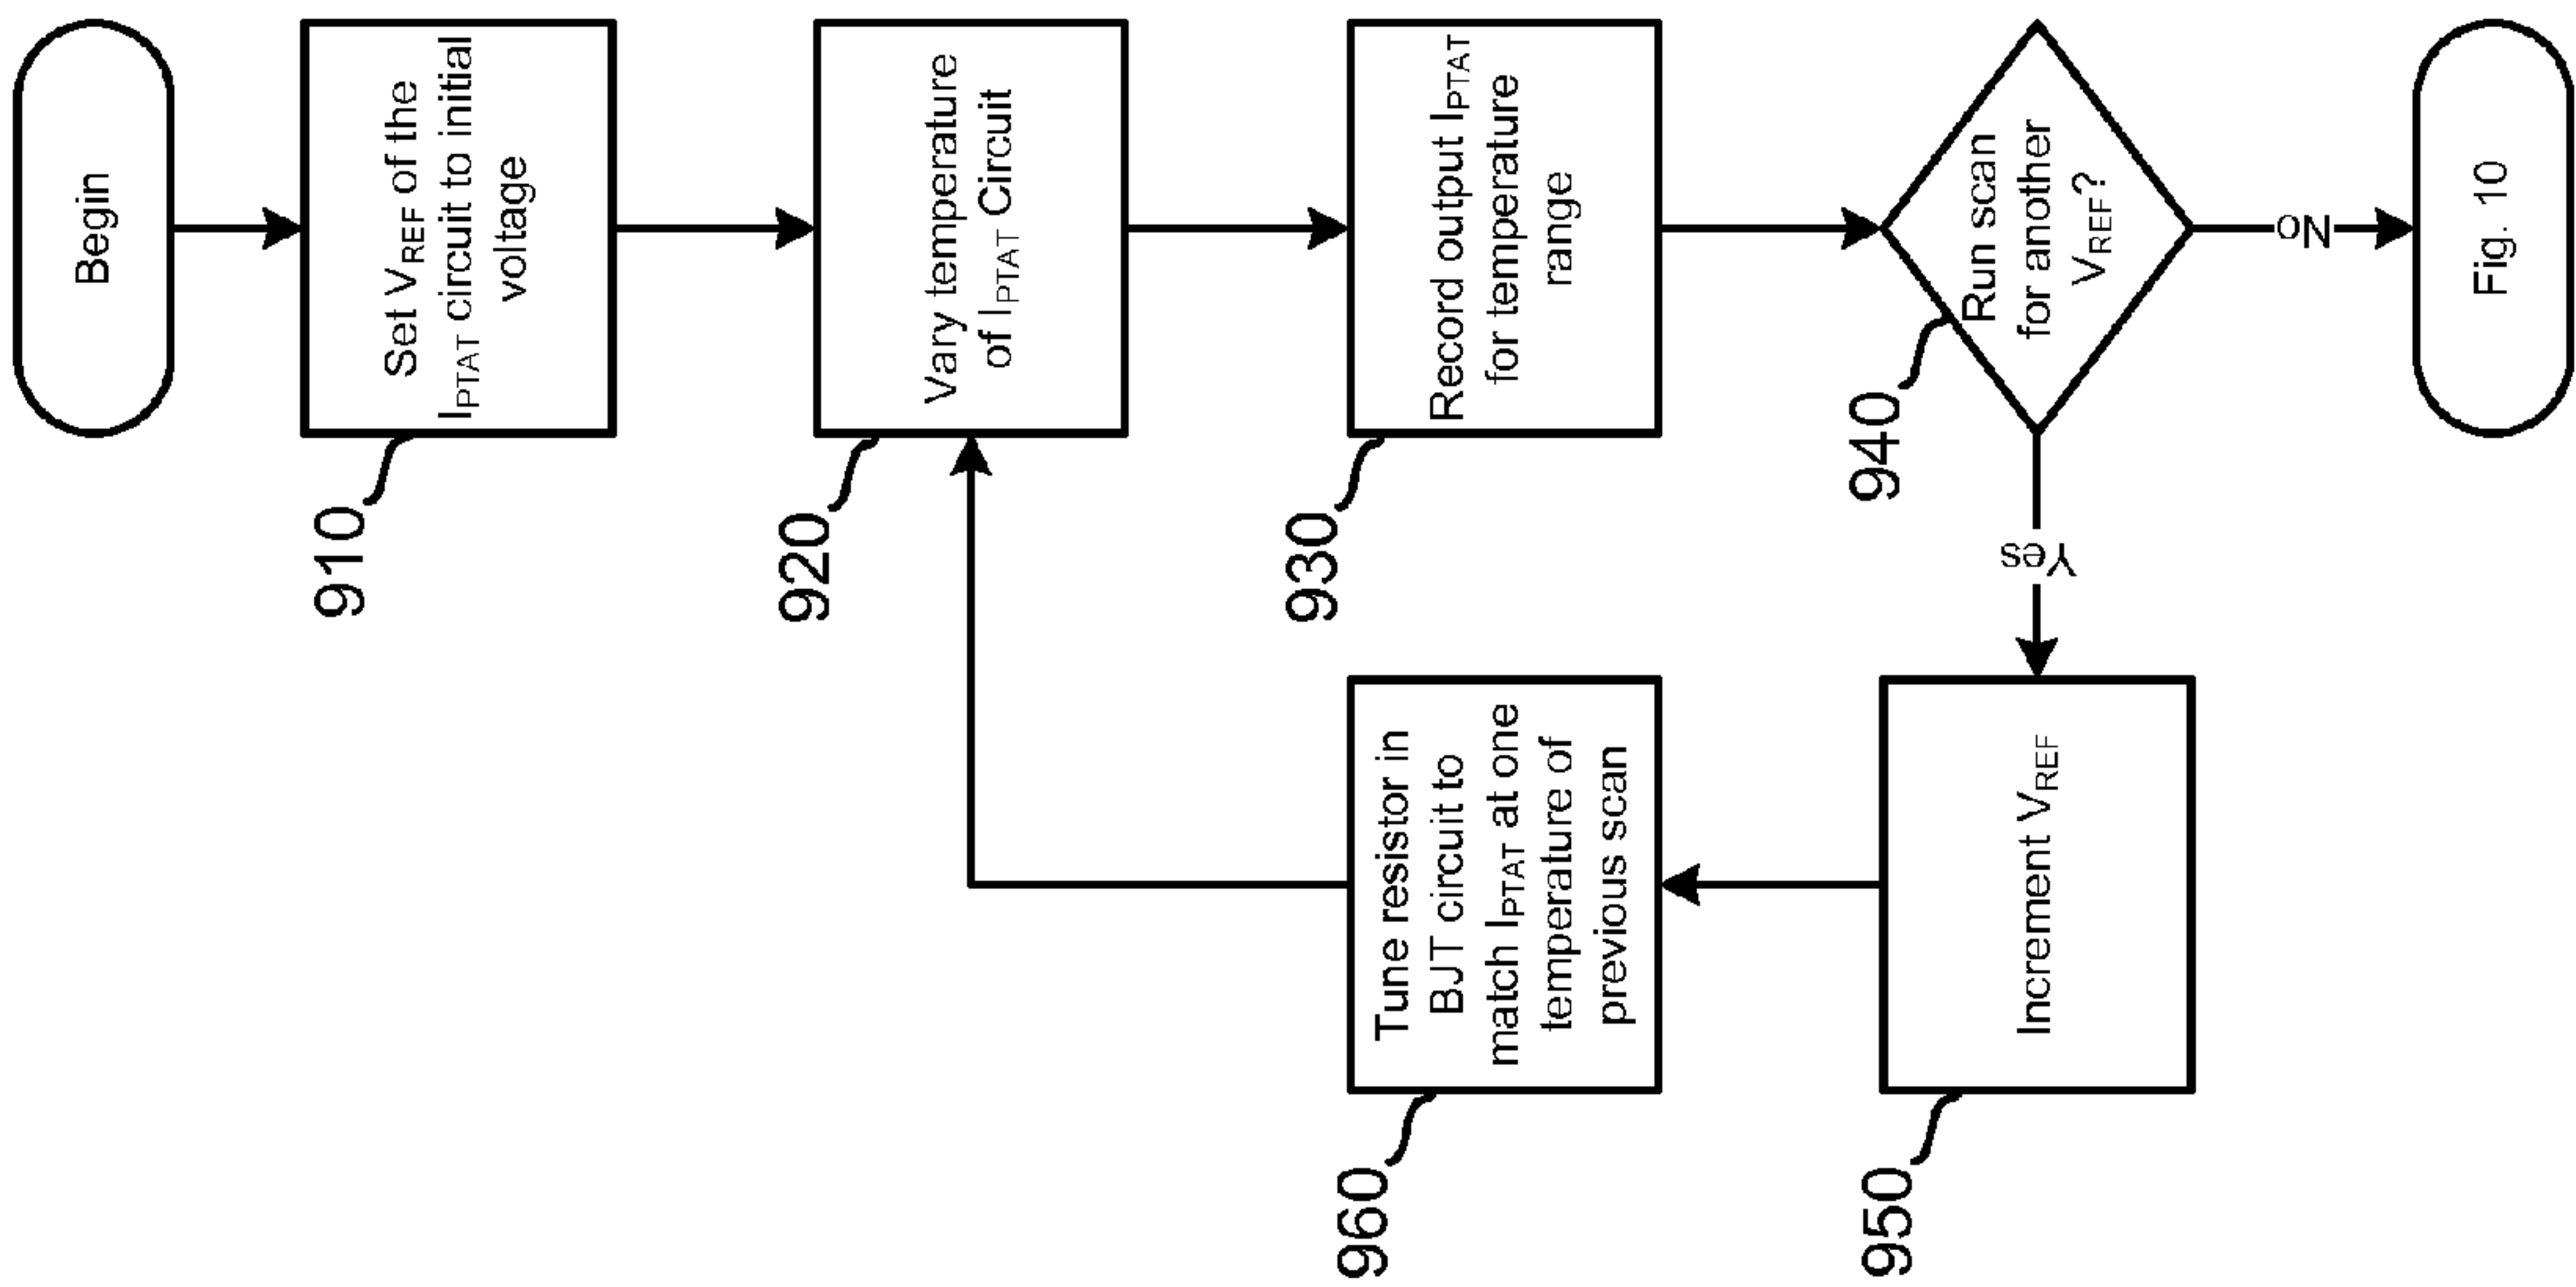 Begin
Set VREF of the
IPTAT circuit to initial
voltage
910
Vary temperature
of IPTAT Circuit
920
Record output IPTAT
for temperature
range
930
Run scan
for another
VREF?
940
No
Fig. 10
Yes
Increment VREF
950
Tune resistor in
BJT circuit to
match IPTAT at one
temperature of
previous scan
960